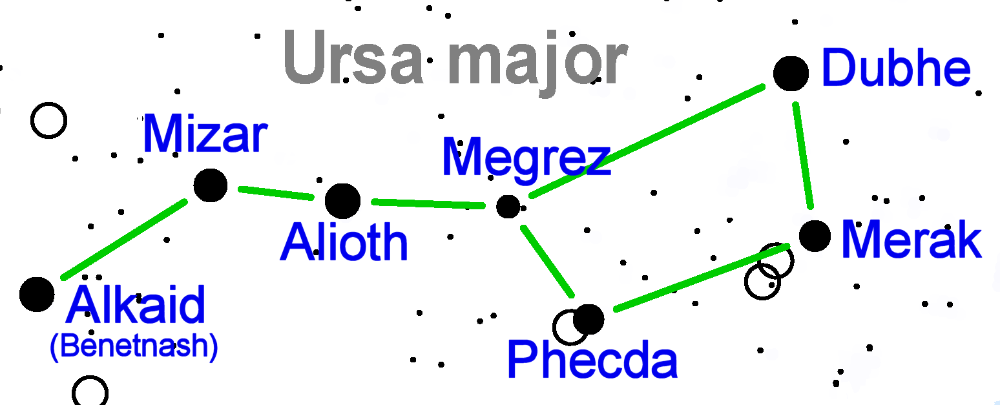 Ursa major
Dubhe
Mizar
Megrez
Alioth
Merak
Alkaid
(Benetnash)
Phecda